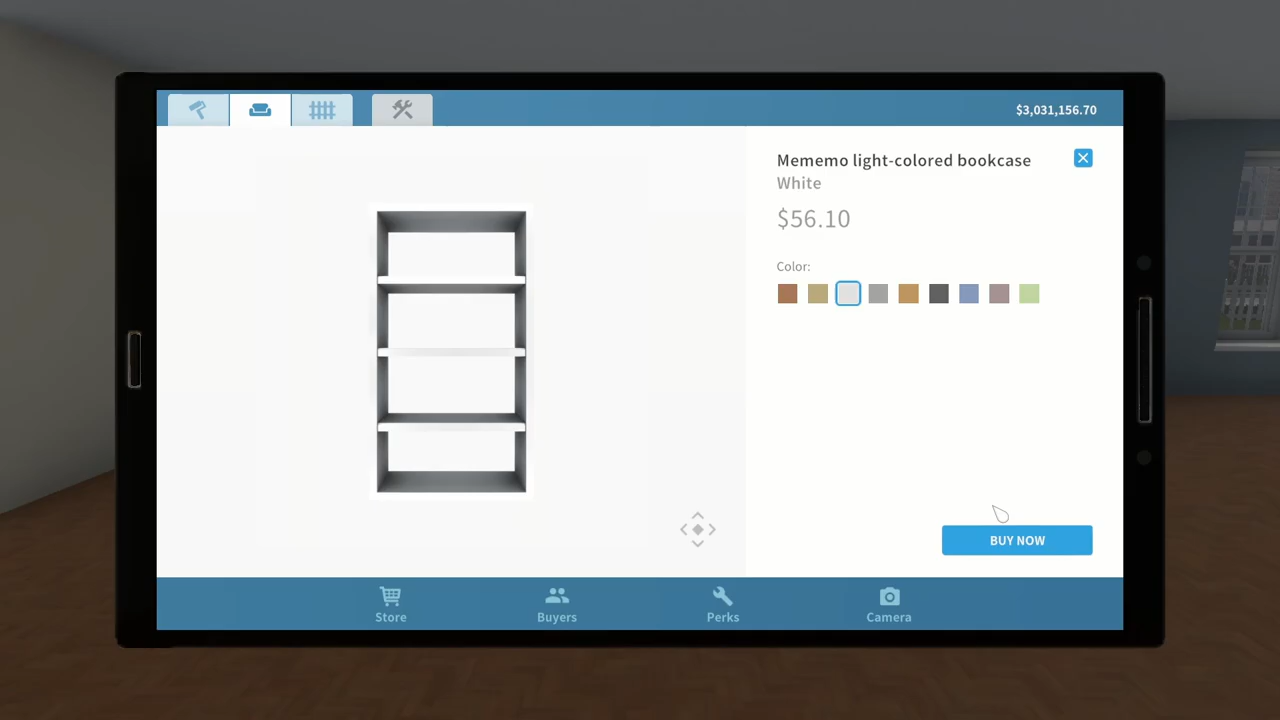 $3,031,156.70
Mememo light-colored bookcase
White
$56.10
Color:
BUY NOW
Store
Buyers
Perks
Camera